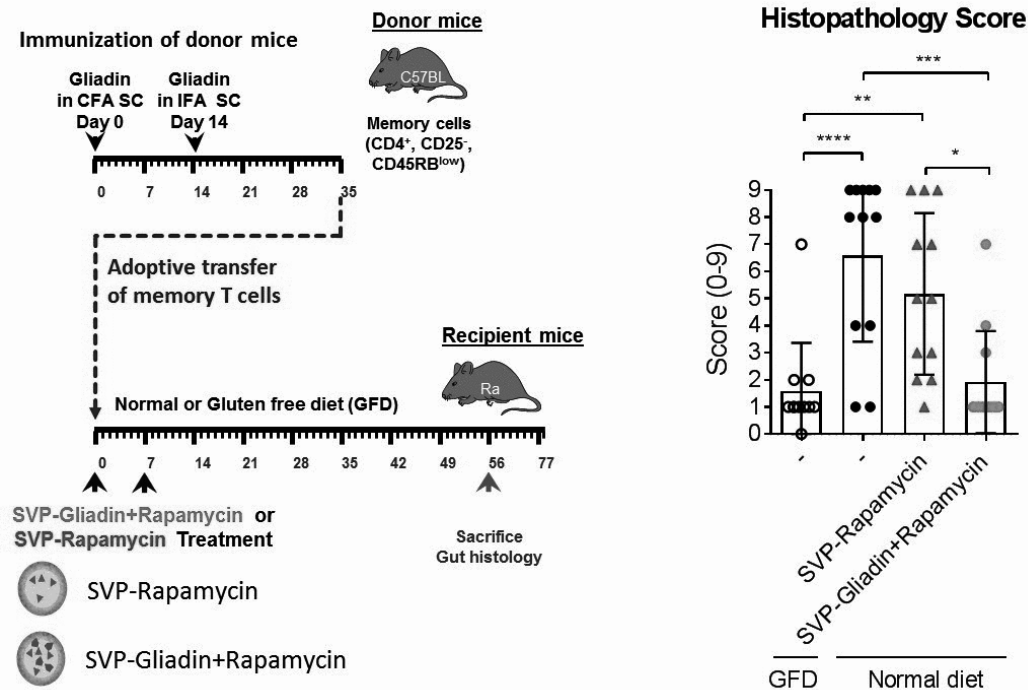 Immunization of donor mice
Gliadin
in CFA SC
Day 0
Gliadin
in IFA SC
Day 14
0 7 14 21 28 35
Donor mice
C57BL
Memory cells
(CD4⁺, CD25⁻,
CD45RBˡᵒʷ)
Adoptive transfer
of memory T cells
Recipient mice
Ra
Normal or Gluten free diet (GFD)
0 7 14 21 28 35 42 49 56 77
SVP-Gliadin+Rapamycin or
SVP-Rapamycin Treatment
Sacrifice
Gut histology
SVP-Rapamycin
SVP-Gliadin+Rapamycin
Histopathology Score
***
**
****
*
Score (0-9)
9
8
7
6
5
4
3
2
1
0
-
-
SVP-Rapamycin
SVP-Gliadin+Rapamycin
GFD
Normal diet